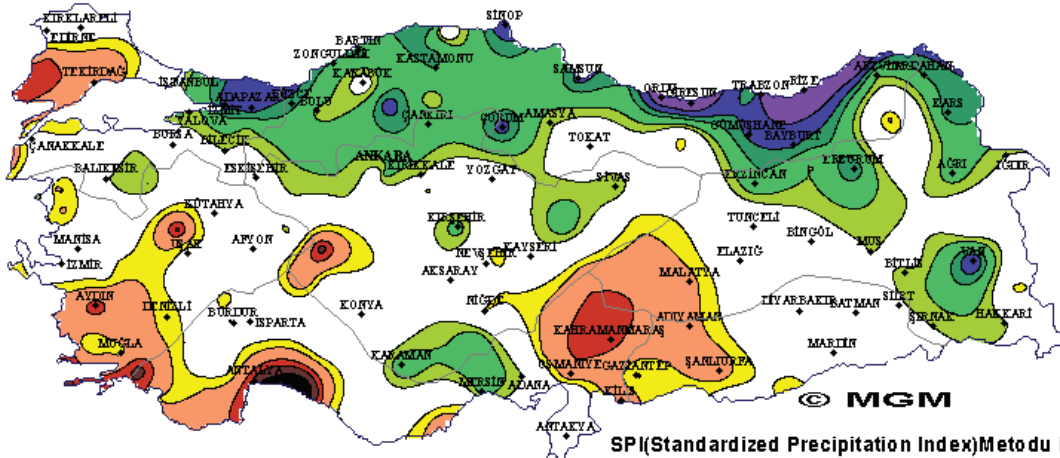 SİNOP
KIRKLARELİ
EDİRNE
BARTIN
ZONGULDAK
KASTAMONU
TEKİRDAĞ
İSTANBUL
KARABÜK
SAMSUN
ARTVİN
ARDAHAN
RİZE
TRABZON
ORDU
GİRESUN
ADAPAZARI
DÜZCE
İZMİT
BOLU
YALOVA
ÇANKIRI
ÇORUM
AMASYA
KARS
GÜMÜŞHANE
BAYBURT
ÇANAKKALE
BURSA
BİLECİK
TOKAT
ANKARA
KIRIKKALE
ERZURUM
AĞRI
IĞDIR
BALIKESİR
ESKİŞEHİR
YOZGAT
SİVAS
ERZİNCAN
P
KÜTAHYA
KIRŞEHİR
TUNCELİ
BİNGÖL
MUŞ
MANİSA
UŞAK
AFYON
NEVŞEHİR
KAYSERİ
ELAZIĞ
VAN
İZMİR
AKSARAY
MALATYA
BİTLİS
AYDIN
DENİZLİ
BURDUR
ISPARTA
KONYA
NİĞDE
DİYARBAKIR
BATMAN
SİİRT
ŞIRNAK
HAKKARİ
KAHRAMANMARAŞ
ADIYAMAN
MUĞLA
KARAMAN
MARDİN
ANTALYA
MERSİN
ADANA
OSMANİYE
GAZİANTEP
ŞANLIURFA
KİLİS
© MGM
ANTAKYA
SPI(Standardized Precipitation Index)Metodu